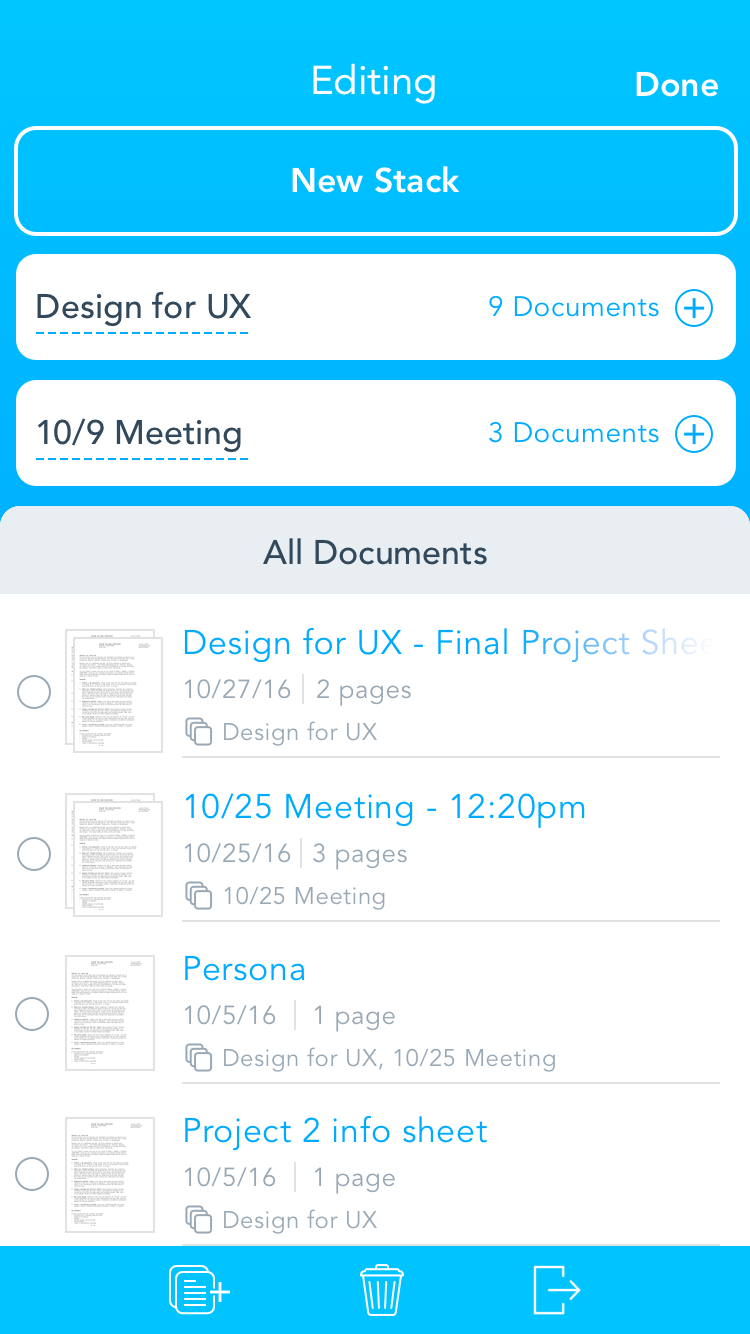 Editing
Done
New Stack
Design for UX
9 Documents
10/9 Meeting
3 Documents
All Documents
Design for UX - Final Project Shee
10/27/16 | 2 pages
Design for UX
10/25 Meeting - 12:20pm
10/25/16 | 3 pages
10/25 Meeting
Persona
10/5/16 | 1 page
Design for UX, 10/25 Meeting
Project 2 info sheet
10/5/16 | 1 page
Design for UX